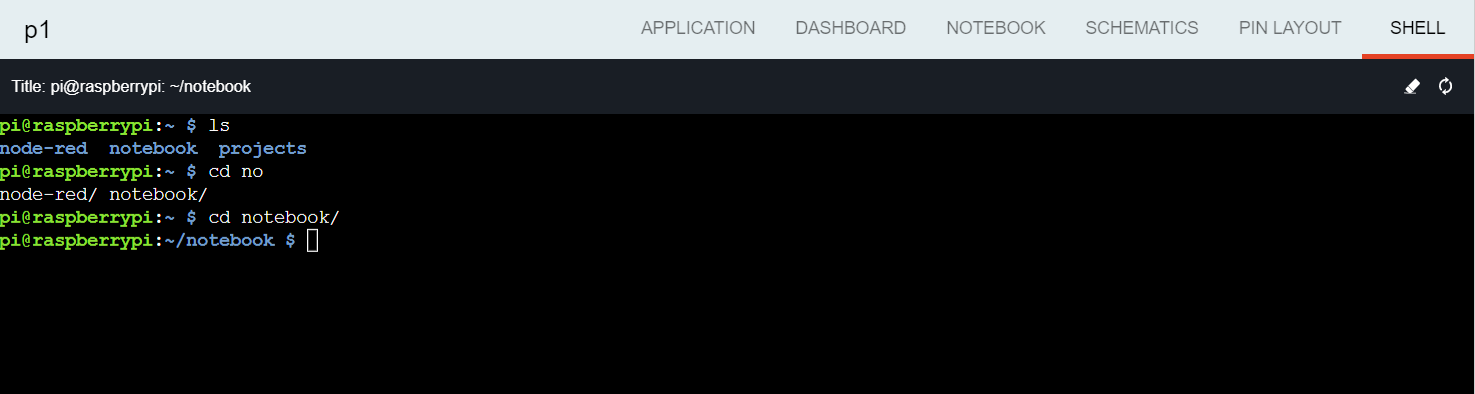 p1 APPLICATION DASHBOARD NOTEBOOK SCHEMATICS PIN LAYOUT SHELL
Title: pi@raspberrypi: ~/notebook
pi@raspberrypi:~ $ ls
node-red  notebook  projects
pi@raspberrypi:~ $ cd no
node-red/ notebook/
pi@raspberrypi:~ $ cd notebook/
pi@raspberrypi:~/notebook $